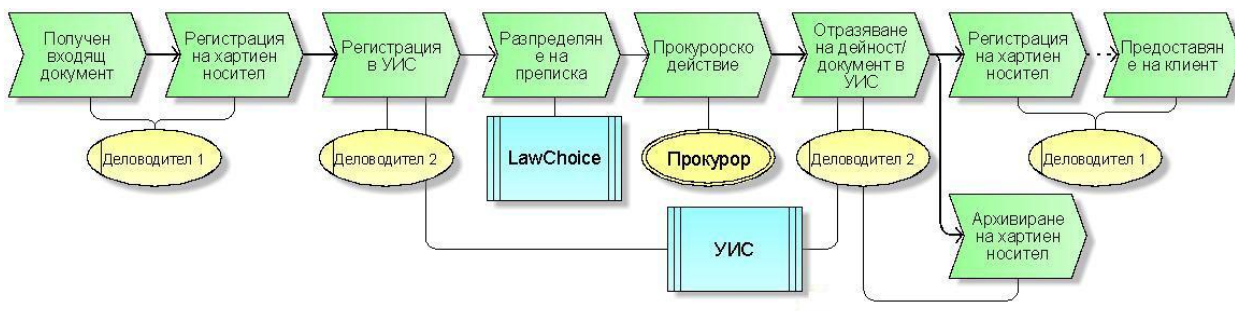 Получен
входящ
документ
Регистрация
на хартиен
носител
Регистрация
в УИС
Разпределян
е на
преписка
Прокурорско
действие
Отразяване
на дейност/
документ в
УИС
Регистрация
на хартиен
носител
Предоставян
е на клиент
Деловодител 1
Деловодител 2
LawChoice
Прокурор
Деловодител 2
Деловодител 1
УИС
Архивиране
на хартиен
носител